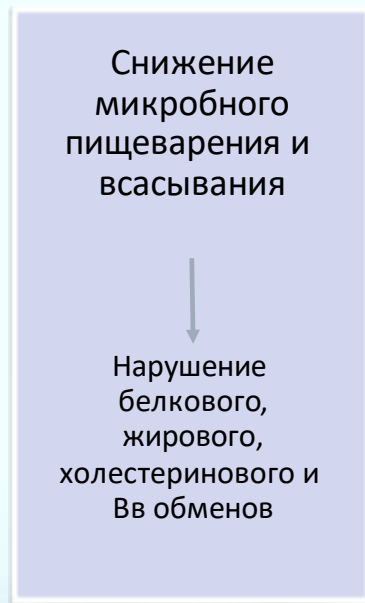 Снижение
микробного
пищеварения и
всасывания
Нарушение
белкового,
жирового,
холестеринового и
Вв обменов